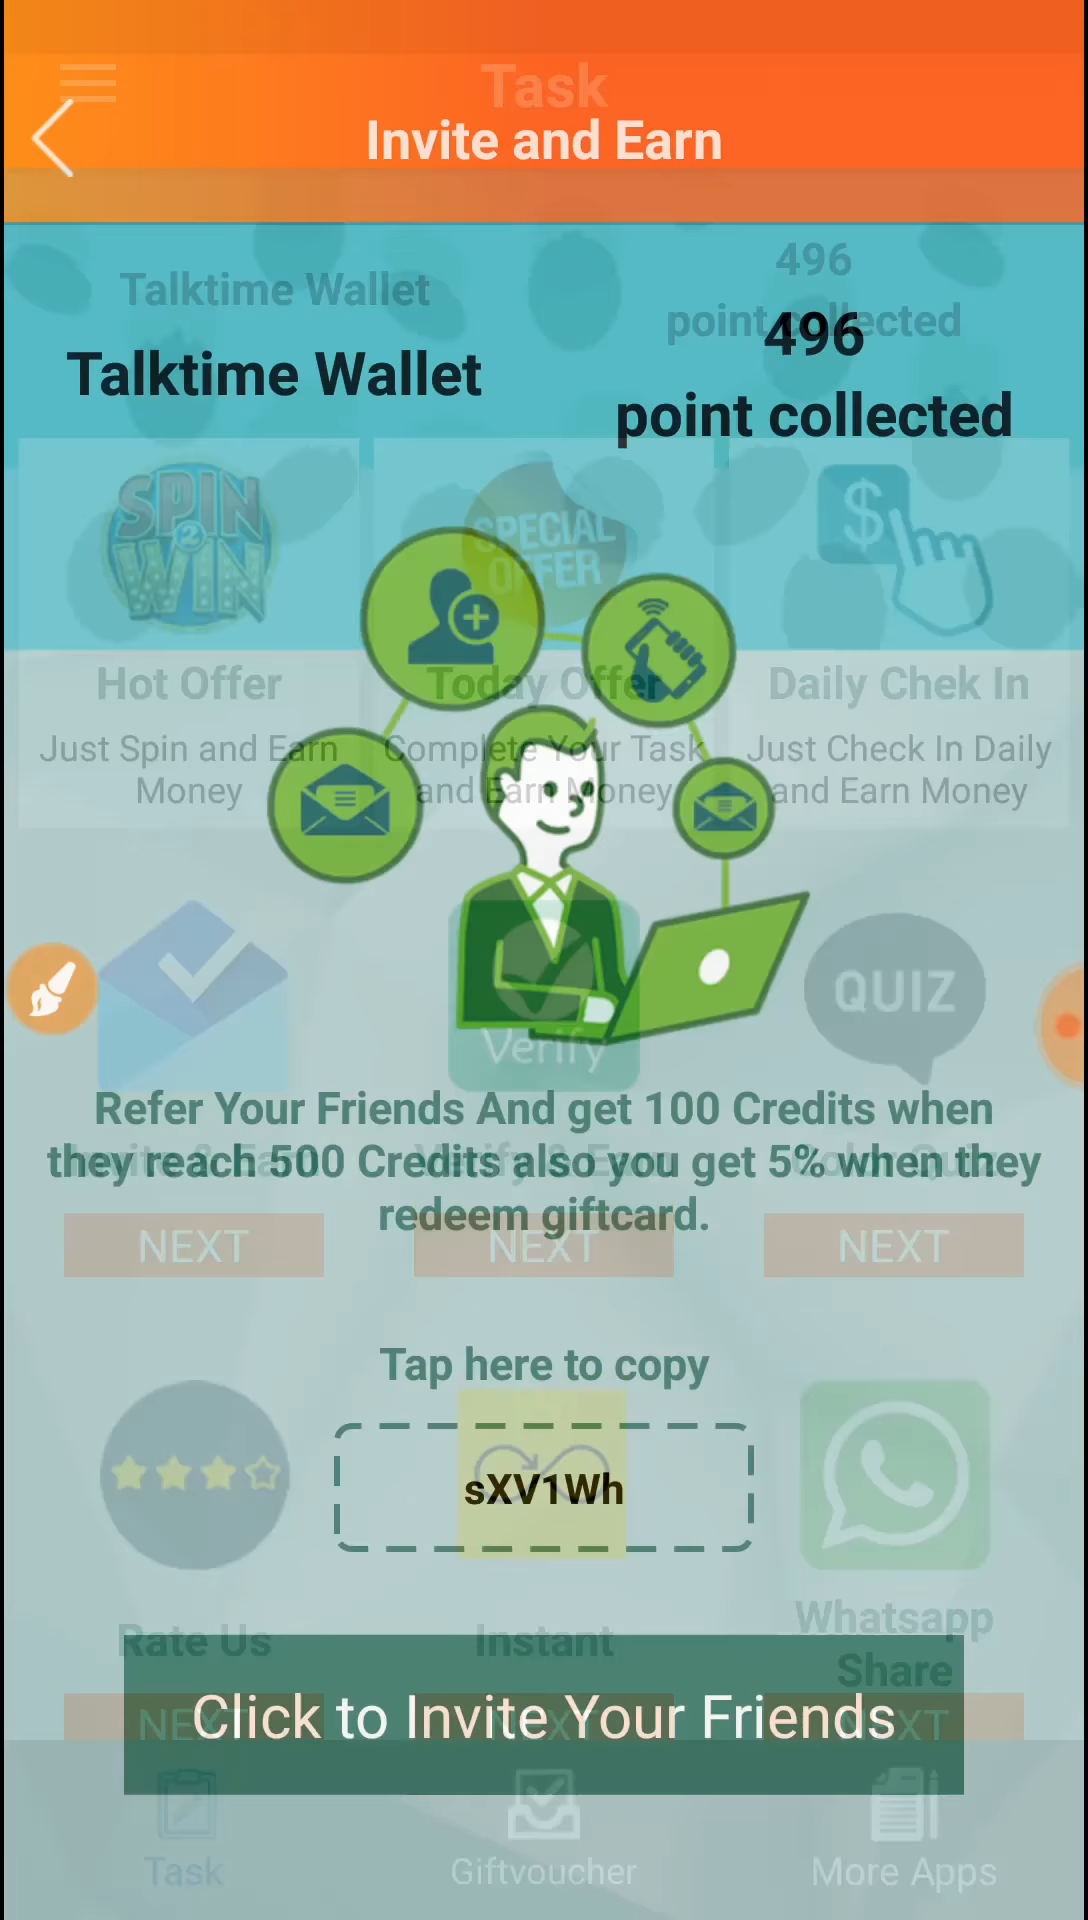 Task
Invite and Earn
496
Talktime Wallet
point collected
496
Talktime Wallet
point collected
SPIN
2
WIN
SPECIAL
OFFER
$
Hot Offer
Today Offer
Daily Chek In
Just Spin and Earn
Money
Complete Your Task
and Earn Money
Just Check In Daily
and Earn Money
QUIZ
Verify
Refer Your Friends And get 100 Credits when
they reach 500 Credits also you get 5% when they
redeem giftcard.
NEXT
NEXT
NEXT
Tap here to copy
sXV1Wh
Rate Us
Instant
Whatsapp
Share
Click to Invite Your Friends
NEXT
NEXT
NEXT
Task
Giftvoucher
More Apps